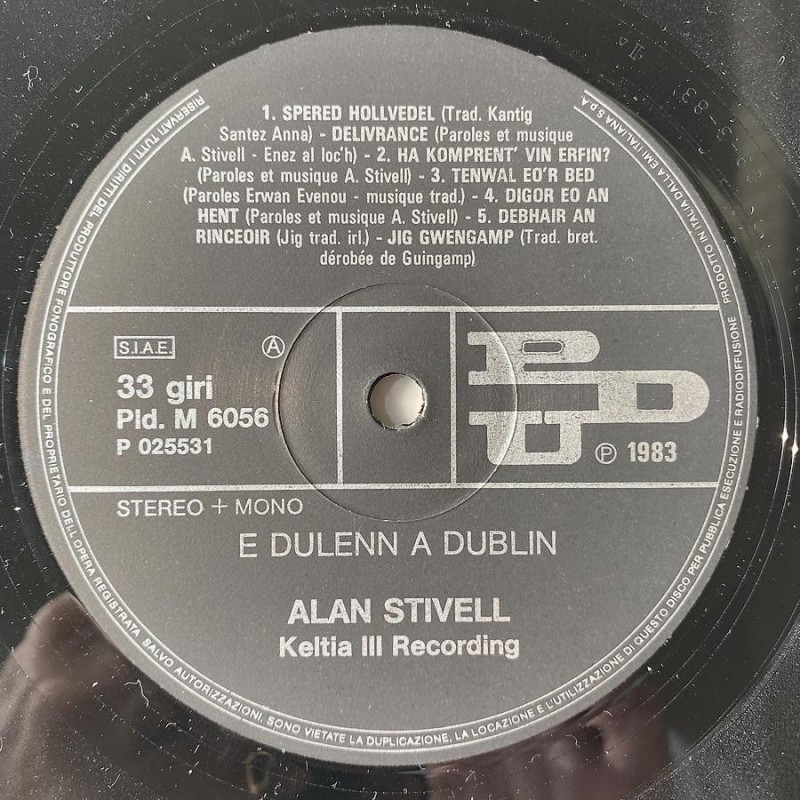 1. SPERED HOLLVEDEL (Trad. Kantig
Santez Anna) - DELIVRANCE (Paroles et musique
A. Stivell - Enez al loc'h) - 2. HA KOMPRENT' VIN ERFIN?
(Paroles et musique A. Stivell) - 3. TENWAL EO'R BED
(Paroles Erwan Evenou - musique trad.) - 4. DIGOR EO AN
HENT (Paroles et musique A. Stivell) - 5. DEBHAIR AN
RINCEOIR (Jig trad. irl.) - JIG GWENGAMP (Trad. bret.
dérobée de Guingamp)
S.I.A.E.
A
33 giri
Pld. M 6056
P 025531
PDU
℗ 1983
STEREO + MONO
E DULENN A DUBLIN
ALAN STIVELL
Keltia III Recording
RISERVATI TUTTI I DIRITTI DEL PRODUTTORE FONOGRAFICO E DEL PROPRIETARIO DELL'OPERA REGISTRATA SALVO AUTORIZZAZIONI, SONO VIETATE LA DUPLICAZIONE, LA LOCAZIONE E L'UTILIZZAZIONE DI QUESTO DISCO PER PUBBLICA ESECUZIONE E RADIODIFFUSIONE PRODOTTO IN ITALIA DALLA EMI ITALIANA S.p.A.